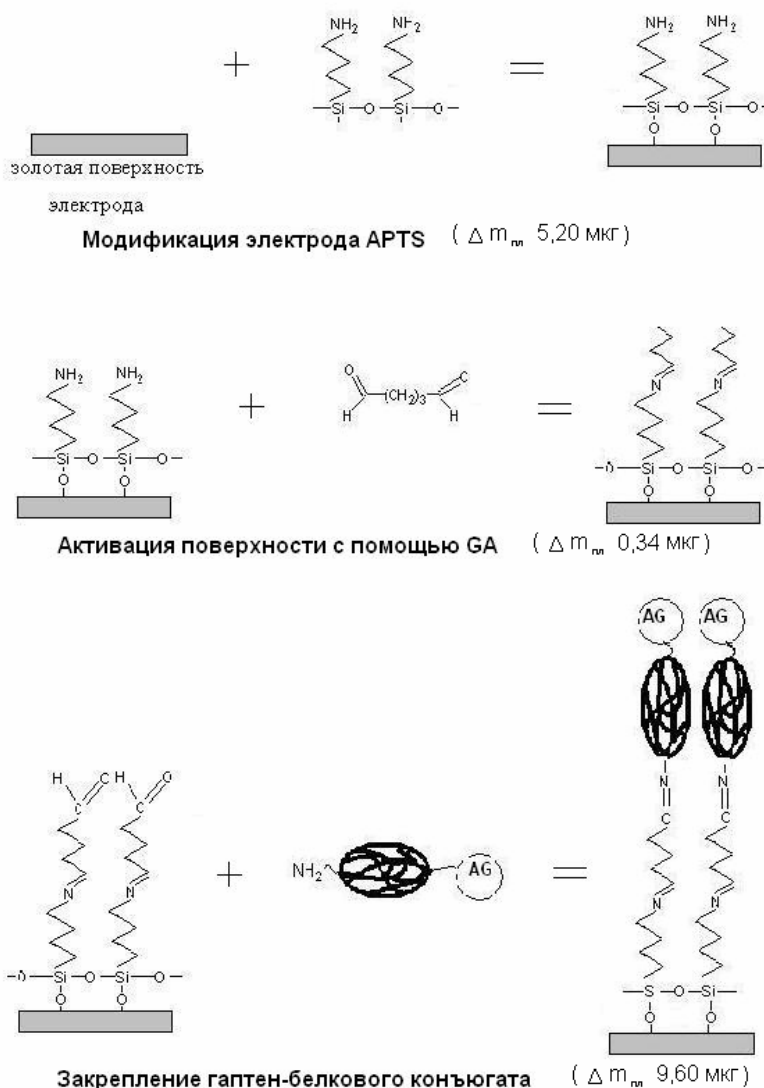 NH₂ NH₂ NH₂ NH₂
+ =
Si O Si O Si O Si O
O O
золотая поверхность
электрода
Модификация электрода APTS ( Δ mпл 5,20 мкг )
NH₂ NH₂ O C
H (CH₂)₃ H
+ =
N N
Si O Si O δ Si O Si O
O O O O
Активация поверхности с помощью GA ( Δ mпл 0,34 мкг )
AG AG
H C H O
C C
N N
C C
+ NH₂ AG =
N N N N
δ Si O Si O S O Si
O O O O
Закрепление гаптен-белкового конъюгата ( Δ mпл 9,60 мкг )